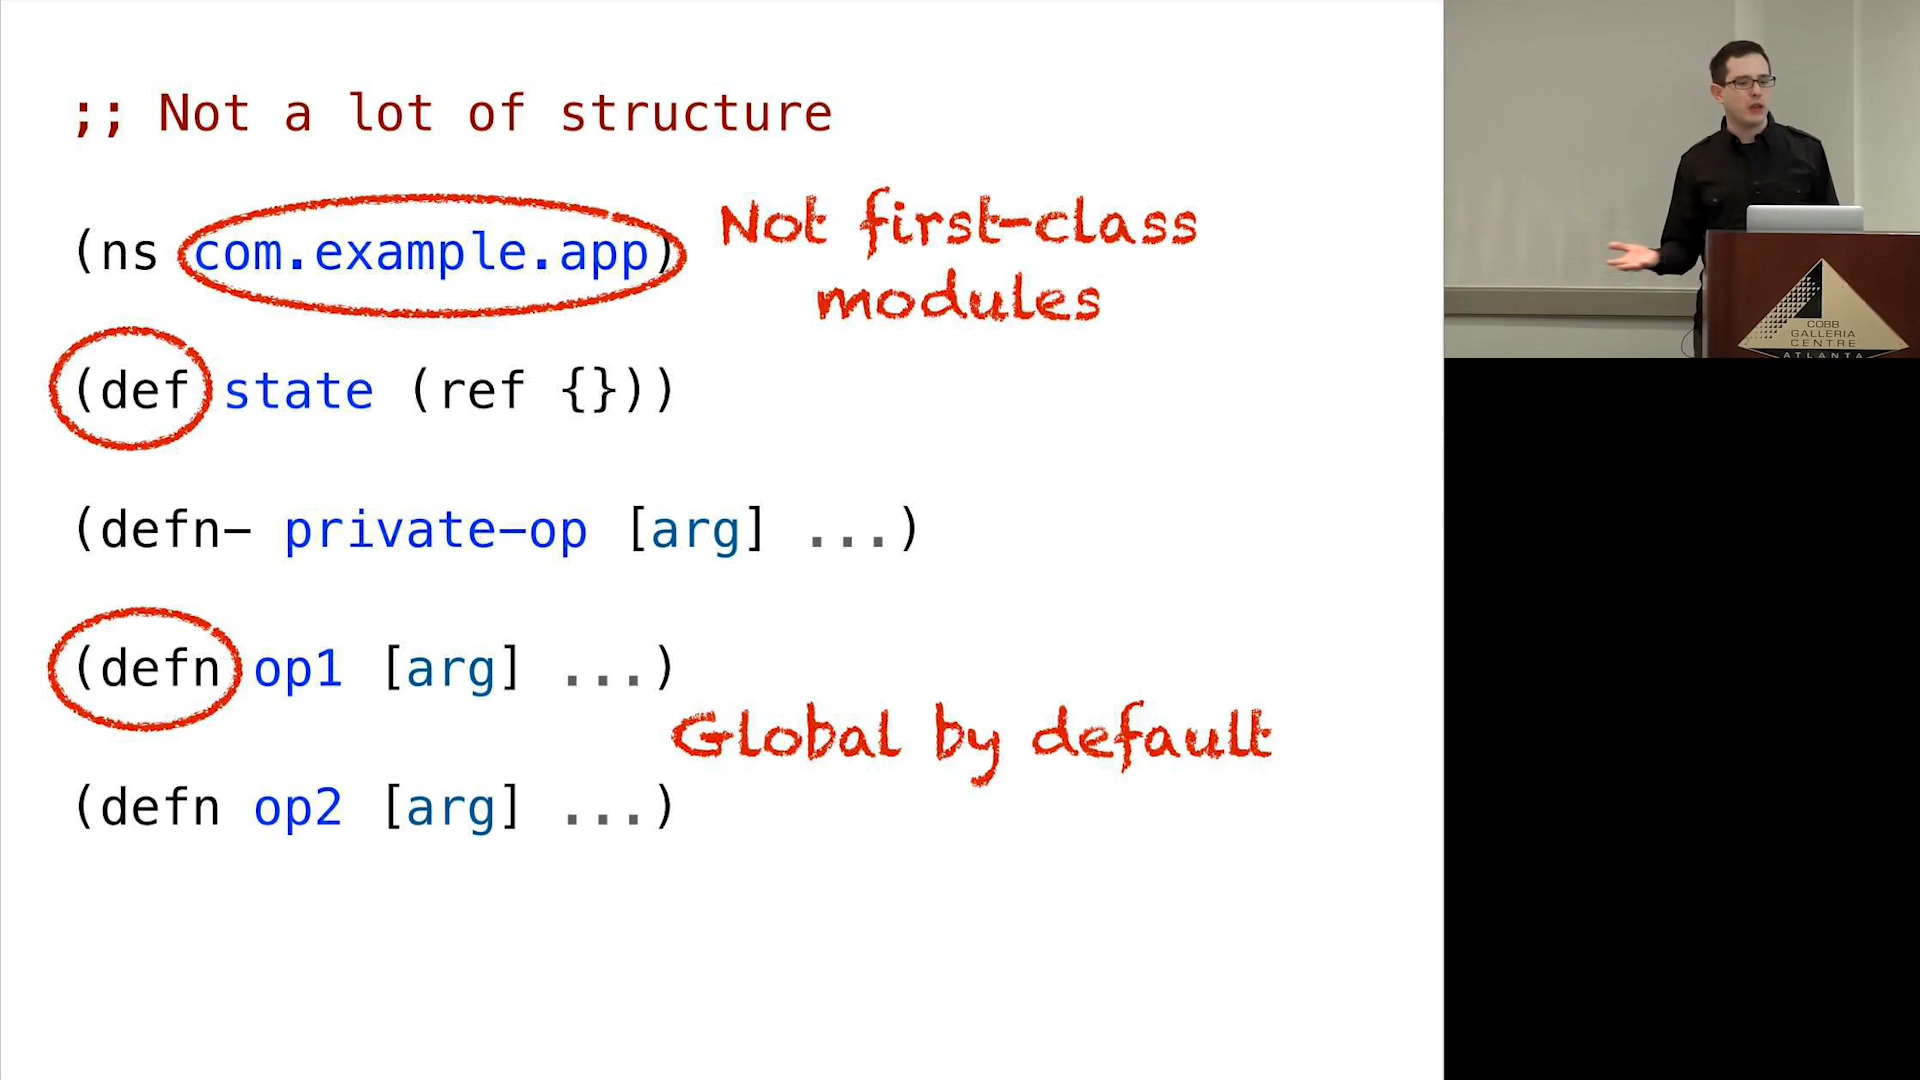 ;; Not a lot of structure
(ns com.example.app)
Not first-class
modules
(def state (ref {}))
(defn- private-op [arg] ...)
(defn op1 [arg] ...)
Global by default
(defn op2 [arg] ...)
COBB
GALLERIA
CENTRE
ATLANTA